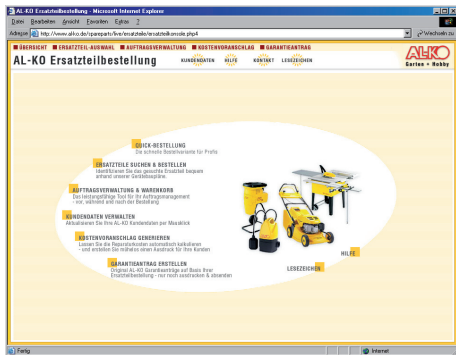 AL-KO Ersatzteilbestellung - Microsoft Internet Explorer
Datei Bearbeiten Ansicht Favoriten Extras ?
Adresse http://www.al-ko.de/spareparts/live/ersatzteile/ersatzteilkonsole.php4 Wechseln zu
ÜBERSICHT ERSATZTEIL-AUSWAHL AUFTRAGSVERWALTUNG KOSTENVORANSCHLAG GARANTIEANTRAG
AL-KO Ersatzteilbestellung KUNDENDATEN HILFE KONTAKT LESEZEICHEN
AL-KO
Garten + Hobby
QUICK-BESTELLUNG
Die schnelle Bestellvariante für Profis
ERSATZTEILE SUCHEN & BESTELLEN
Identifizieren Sie das gesuchte Ersatzteil bequem
anhand unserer Gerätebaupläne.
AUFTRAGSVERWALTUNG & WARENKORB
Das leistungsfähige Tool für Ihr Auftragsmanagement
- vor, während und nach der Bestellung
KUNDENDATEN VERWALTEN
Aktualisieren Sie Ihre AL-KO Kundendaten per Mausklick
KOSTENVORANSCHLAG GENERIEREN
Lassen Sie die Reparaturkosten automatisch kalkulieren
- und erstellen Sie mühelos einen Ausdruck für Ihre Kunden
GARANTIEANTRAG ERSTELLEN
Original AL-KO Garantieanträge auf Basis Ihrer
Ersatzteilbestellung - nur noch ausdrucken & absenden
HILFE
LESEZEICHEN
Fertig Internet